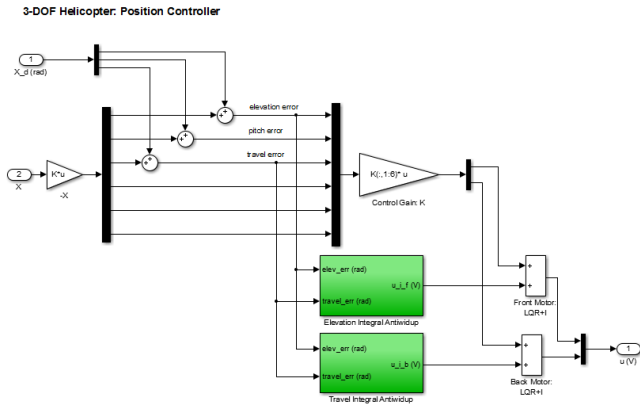 3-DOF Helicopter: Position Controller
1
X_d (rad)
elevation error
pitch error
travel error
2
X
K*u
-X
K(:,1:6)* u
Control Gain: K
elev_err (rad)
u_i_f (V)
travel_err (rad)
Elevation Integral Antiwidup
Front Motor:
LQR+I
elev_err (rad)
u_i_b (V)
travel_err (rad)
Travel Integral Antiwidup
Back Motor:
LQR+I
1
u (V)
+
+
+
+
+
+
+
+
+
+